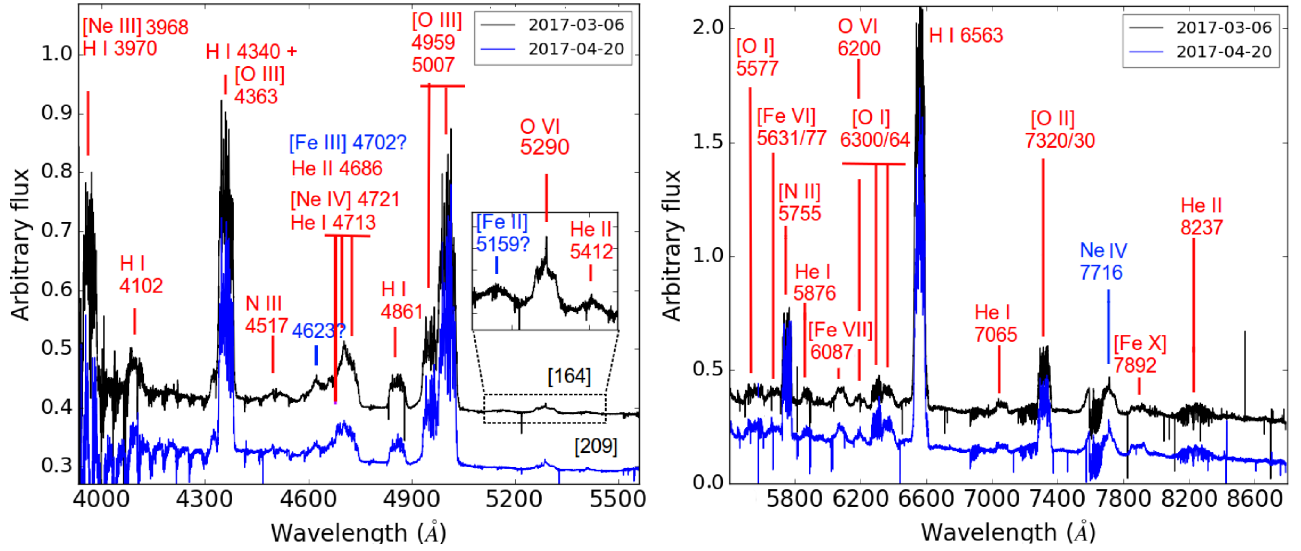 [Ne III] 3968
H I 3970
H I 4340 +
[O III]
4363
[O III]
4959
5007
2017-03-06
2017-04-20
[Fe III] 4702?
He II 4686
[Ne IV] 4721
He I 4713
O VI
5290
[Fe II]
5159?
He II
5412
H I
4102
N III
4517
4623?
H I
4861
[164]
[209]
1.0
0.9
0.8
0.7
0.6
0.5
0.4
0.3
Arbitrary flux
4000
4300
4600
4900
5200
5500
Wavelength (Å)
[O I]
5577
[Fe VI]
5631/77
[N II]
5755
He I
5876
[Fe VII]
6087
O VI
6200
[O I]
6300/64
H I 6563
2017-03-06
2017-04-20
[O II]
7320/30
He I
7065
Ne IV
7716
[Fe X]
7892
He II
8237
2.0
1.5
1.0
0.5
0.0
Arbitrary flux
5800
6200
6600
7000
7400
7800
8200
8600
Wavelength (Å)